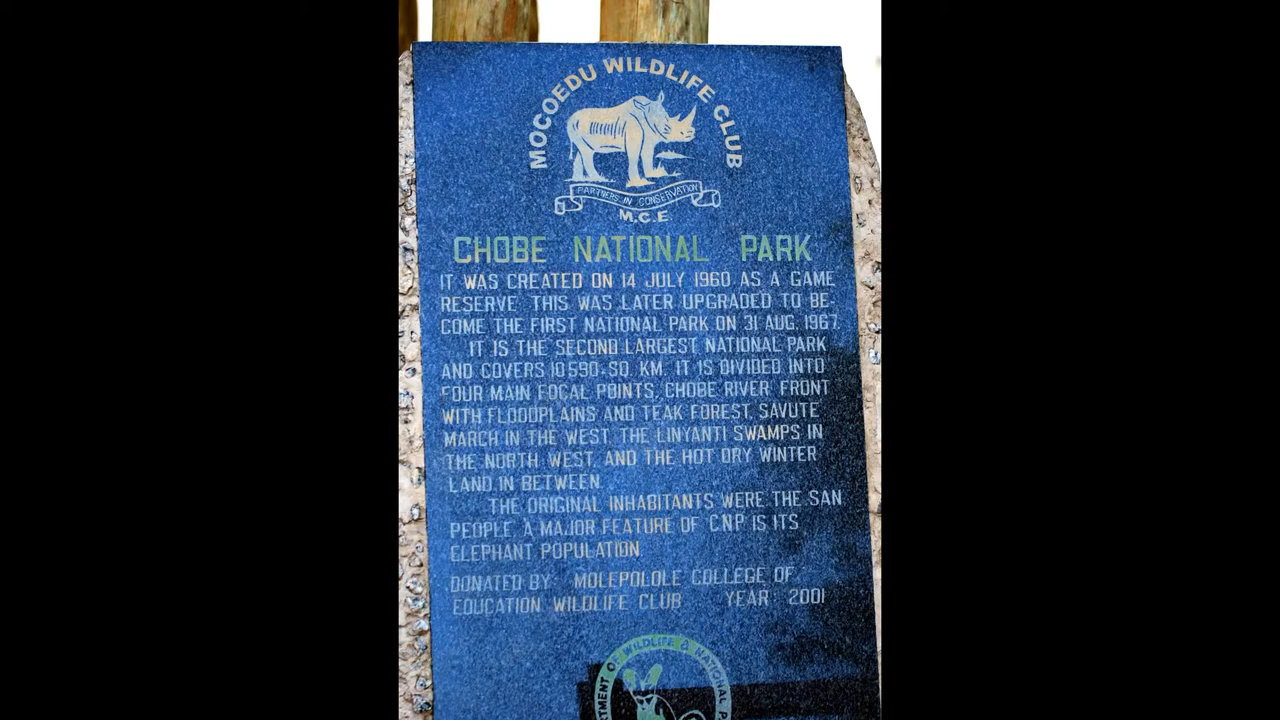 MOCOEDU WILDLIFE CLUB
PARTNERS IN CONSERVATION
M.C.E
CHOBE NATIONAL PARK
IT WAS CREATED ON 14 JULY 1960 AS A GAME
RESERVE. THIS WAS LATER UPGRADED TO BE-
COME THE FIRST NATIONAL PARK ON 31 AUG. 1967.
IT IS THE SECOND LARGEST NATIONAL PARK
AND COVERS 10590-SQ. KM. IT IS DIVIDED INTO
FOUR MAIN FOCAL POINTS, CHOBE RIVER FRONT
WITH FLOODPLAINS AND TEAK FOREST, SAVUTE
MARCH IN THE WEST, THE LINYANTI SWAMPS IN
THE NORTH WEST, AND THE HOT DRY WINTER
LAND IN BETWEEN.
THE ORIGINAL INHABITANTS WERE THE SAN
PEOPLE. A MAJOR FEATURE OF C.N.P IS ITS
ELEPHANT POPULATION.
DONATED BY: MOLEPOLOLE COLLEGE OF
EDUCATION WILDLIFE CLUB YEAR 2001
RTMENT OF WILDLIFE & NATIONAL P